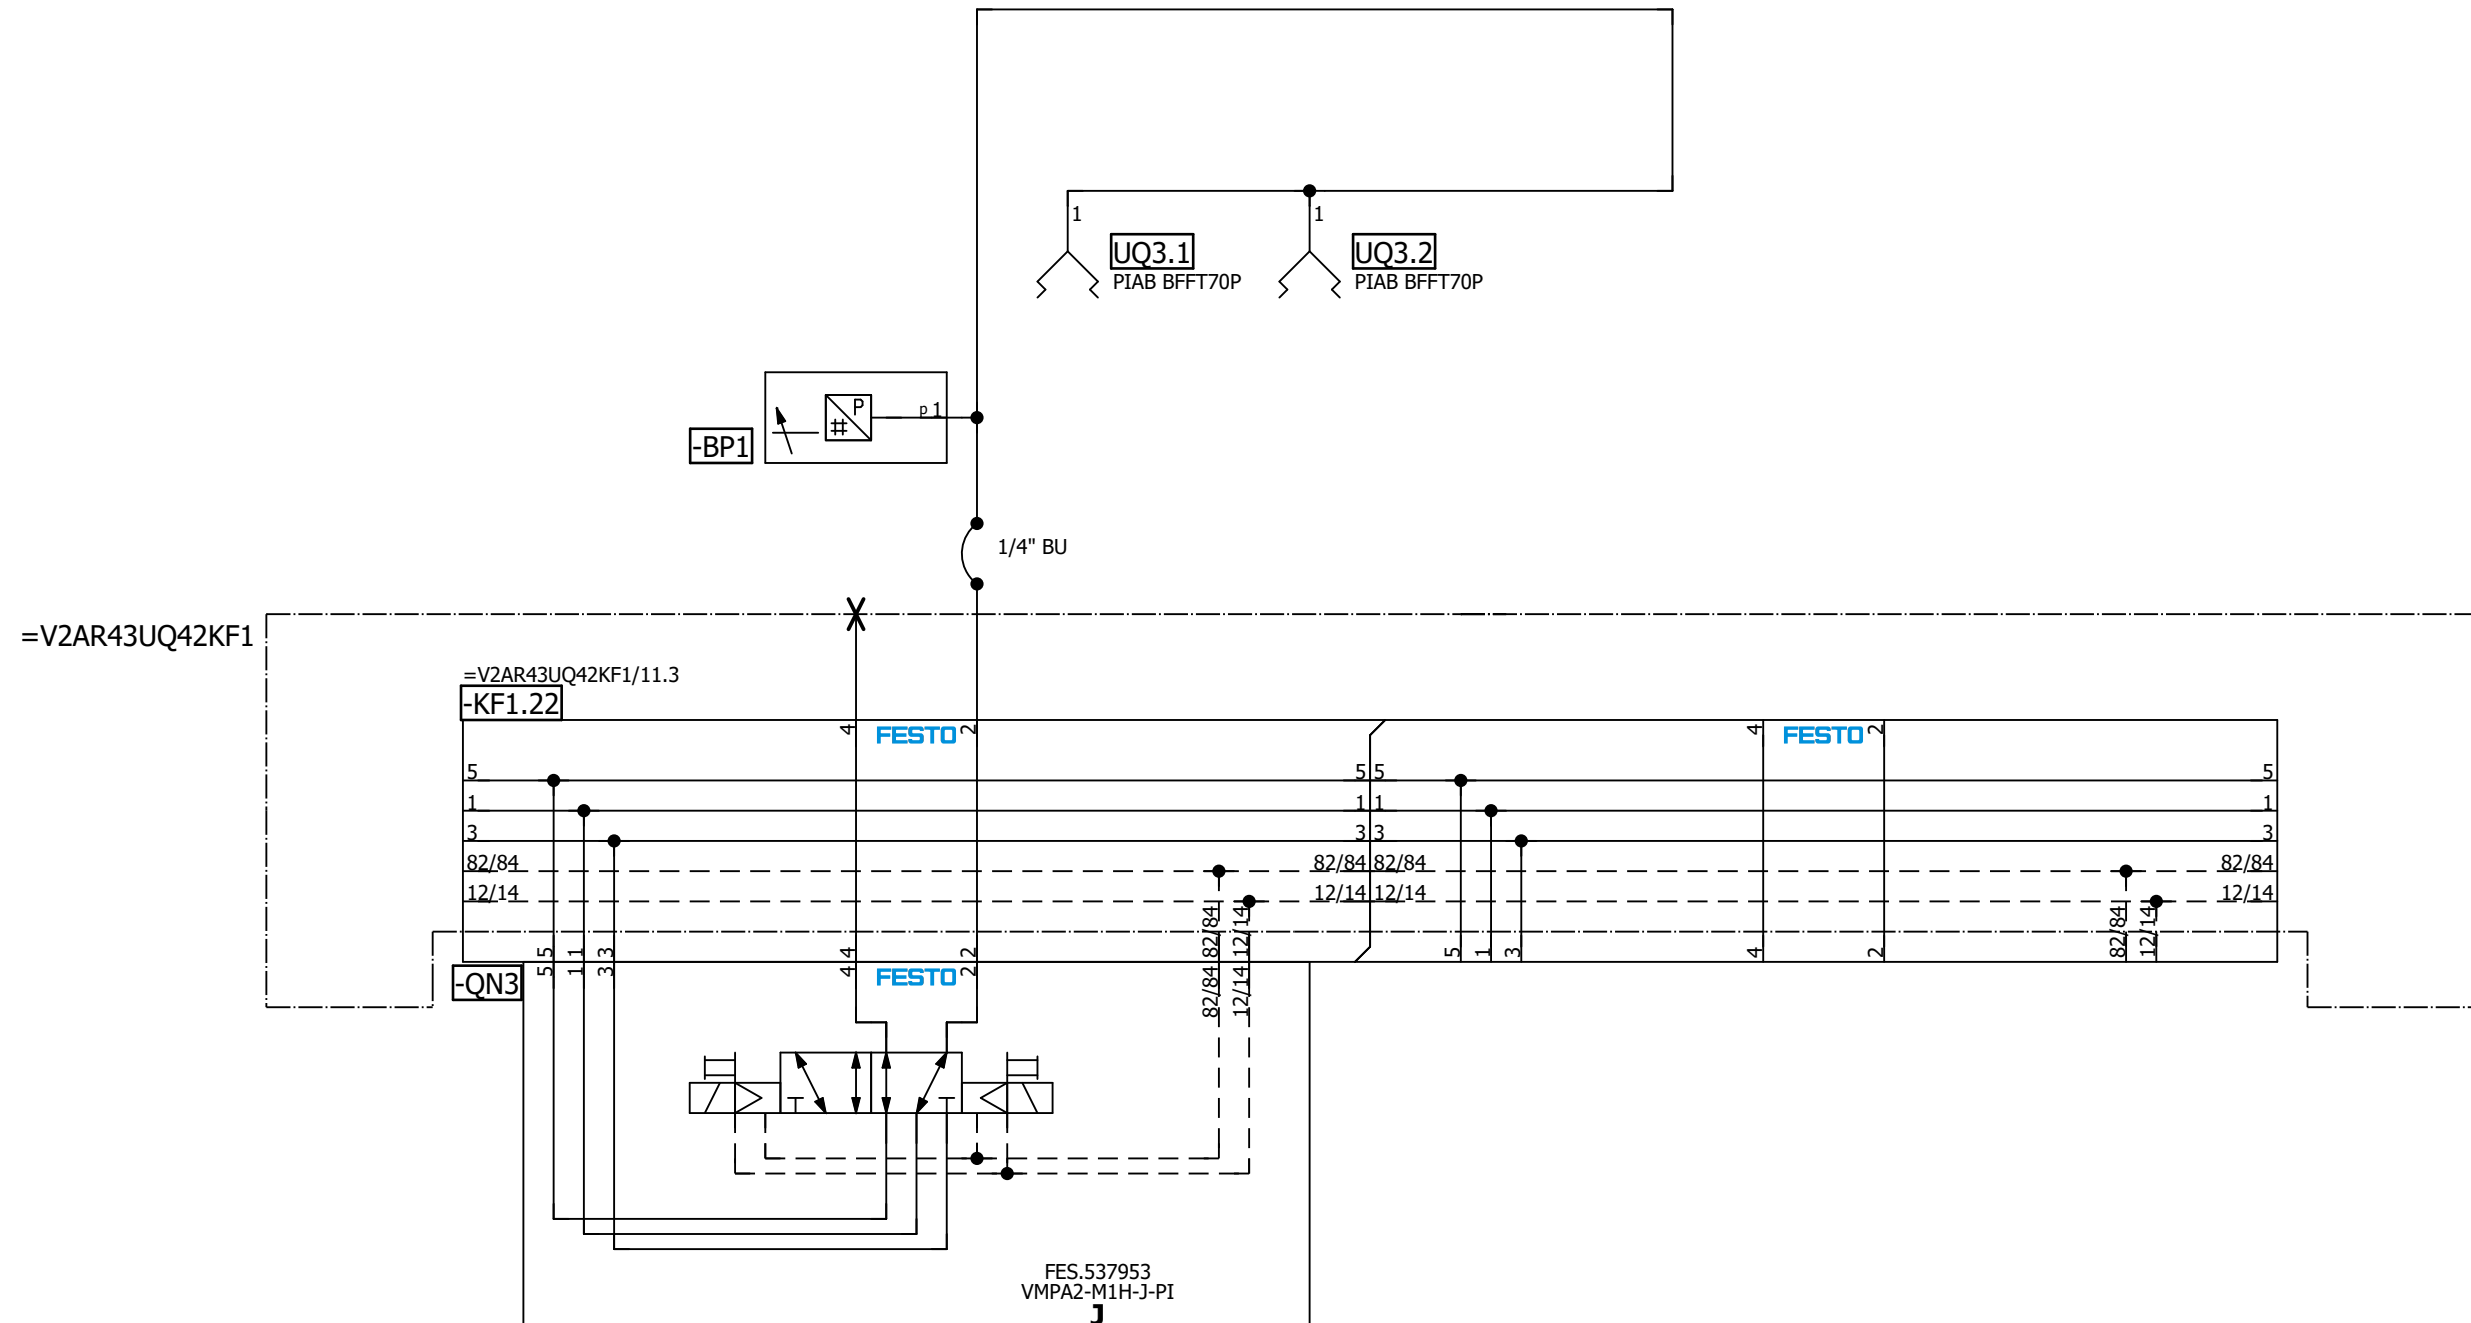 1
1
UQ3.1
UQ3.2
PIAB BFFT70P
PIAB BFFT70P
P
#
p 1
-BP1
1/4" BU
=V2AR43UQ42KF1
=V2AR43UQ42KF1/11.3
-KF1.22
4 FESTO 2
4 FESTO 2
5 5 5 5
1 1 1 1
3 3 3 3
82/84 82/84 82/84 82/84
12/14 12/14 12/14 12/14
82/84 12/14
82/84 12/14
5 1 3 4 2
5 1 3 4 2
-QN3
5 1 3 4 FESTO 2 82/84 12/14
FES.537953
VMPA2-M1H-J-PI
J